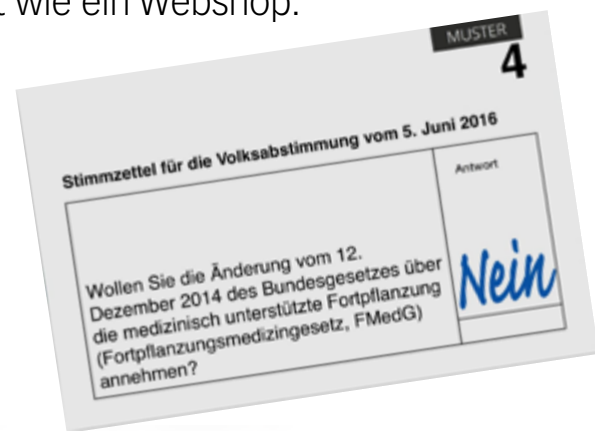 wie ein Webshop.
MUSTER
4
Stimmzettel für die Volksabstimmung vom 5. Juni 2016
Antwort
Wollen Sie die Änderung vom 12.
Dezember 2014 des Bundesgesetzes über
die medizinisch unterstützte Fortpflanzung
(Fortpflanzungsmedizingesetz, FMedG)
annehmen?
Nein